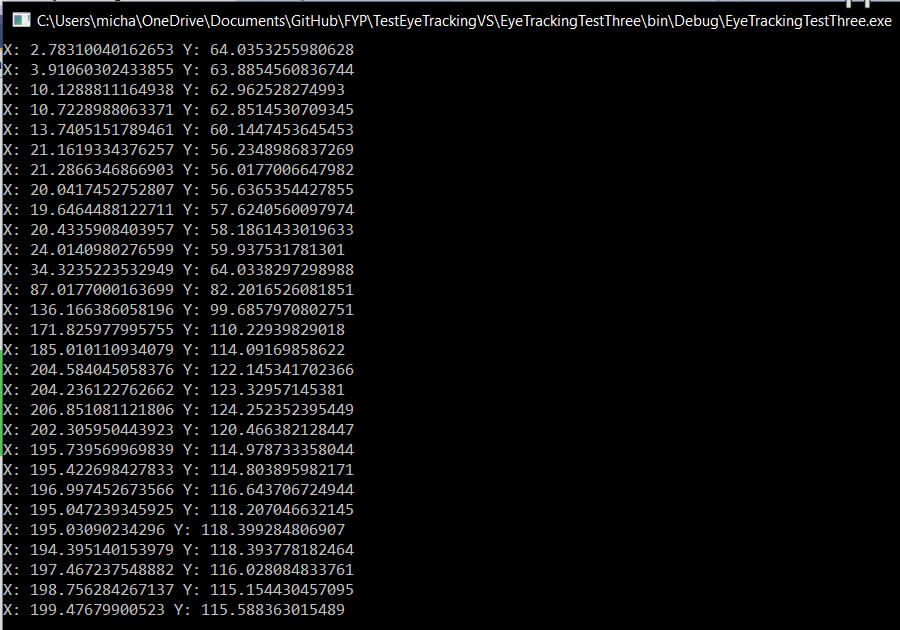 C:\Users\micha\OneDrive\Documents\GitHub\FYP\TestEyeTrackingVS\EyeTrackingTestThree\bin\Debug\EyeTrackingTestThree.exe
X: 2.78310040162653 Y: 64.0353255980628
X: 3.91060302433855 Y: 63.8854560836744
X: 10.1288811164938 Y: 62.962528274993
X: 10.7228988063371 Y: 62.8514530709345
X: 13.7405151789461 Y: 60.1447453645453
X: 21.1619334376257 Y: 56.2348986837269
X: 21.2866346866903 Y: 56.0177006647982
X: 20.0417452752807 Y: 56.6365354427855
X: 19.6464488122711 Y: 57.6240560097974
X: 20.4335908403957 Y: 58.1861433019633
X: 24.0140980276599 Y: 59.937531781301
X: 34.3235223532949 Y: 64.0338297298988
X: 87.0177000163699 Y: 82.2016526081851
X: 136.166386058196 Y: 99.6857970802751
X: 171.825977995755 Y: 110.22939829018
X: 185.010110934079 Y: 114.09169858622
X: 204.584045058376 Y: 122.145341702366
X: 204.236122762662 Y: 123.32957145381
X: 206.851081121806 Y: 124.252352395449
X: 202.305950443923 Y: 120.466382128447
X: 195.739569969839 Y: 114.978733358044
X: 195.422698427833 Y: 114.803895982171
X: 196.997452673566 Y: 116.643706724944
X: 195.047239345925 Y: 118.207046632145
X: 195.03090234296 Y: 118.399284806907
X: 194.395140153979 Y: 118.393778182464
X: 197.467237548882 Y: 116.028084833761
X: 198.756284267137 Y: 115.154430457095
X: 199.47679900523 Y: 115.588363015489